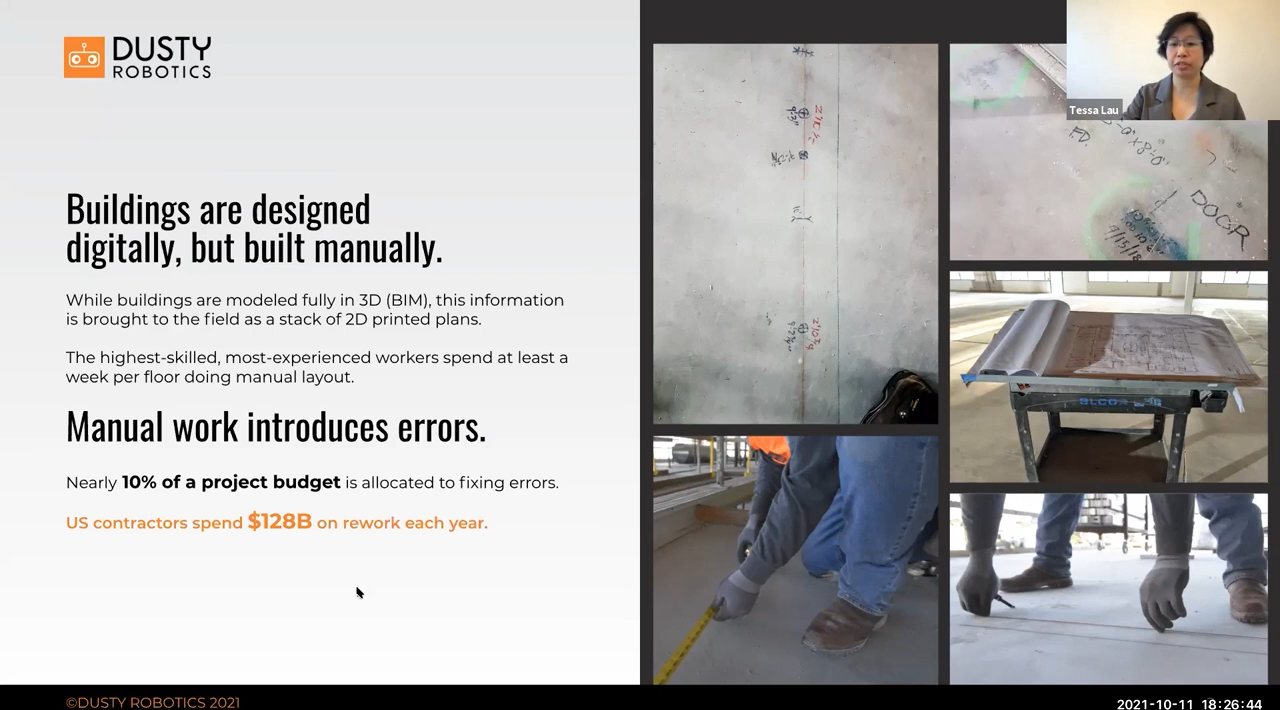 DUSTY
ROBOTICS
Buildings are designed
digitally, but built manually.
While buildings are modeled fully in 3D (BIM), this information
is brought to the field as a stack of 2D printed plans.
The highest-skilled, most-experienced workers spend at least a
week per floor doing manual layout.
Manual work introduces errors.
Nearly 10% of a project budget is allocated to fixing errors.
US contractors spend $128B on rework each year.
©DUSTY ROBOTICS 2021
Tessa Lau
F.D.
DOOR
9/15/18
2021-10-11 18:26:44